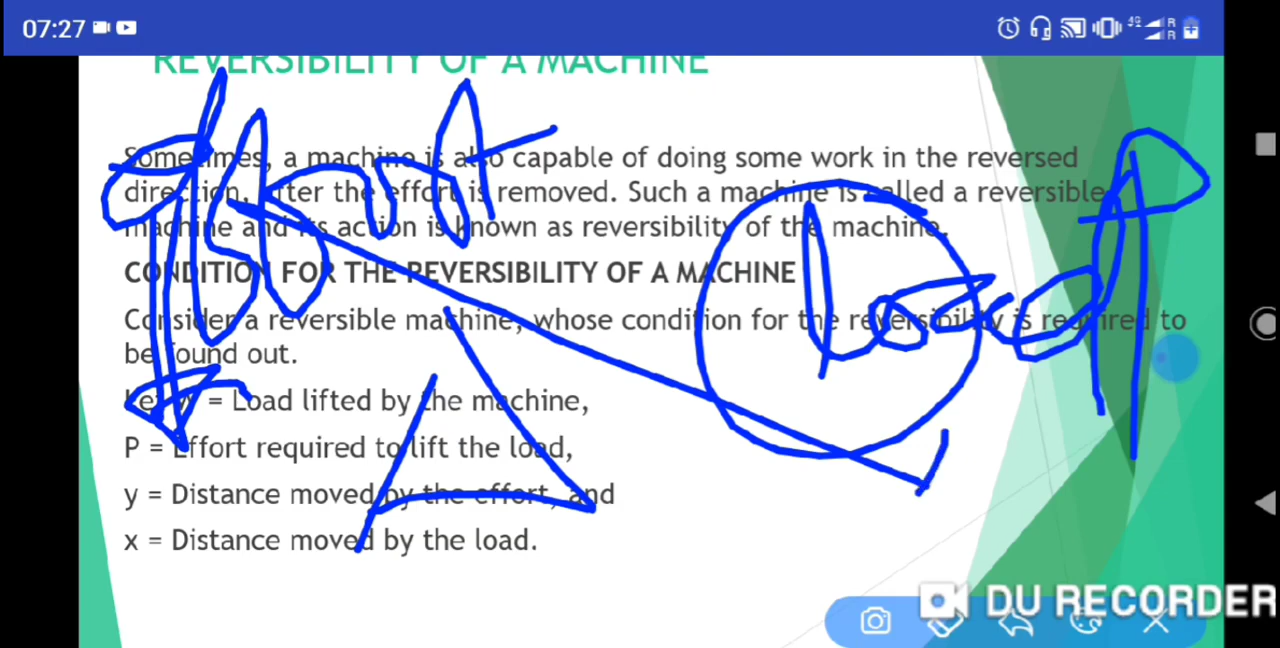 07:27
4G R
R
REVERSIBILITY OF A MACHINE
Sometimes, a machine is also capable of doing some work in the reversed
direction, after the effort is removed. Such a machine is called a reversible
machine and its action is known as reversibility of the machine.
CONDITION FOR THE REVERSIBILITY OF A MACHINE
Consider a reversible machine, whose condition for the reversibility is required to
be found out.
Let W = Load lifted by the machine,
P = Effort required to lift the load,
y = Distance moved by the effort, and
x = Distance moved by the load.
load
DU RECORDER